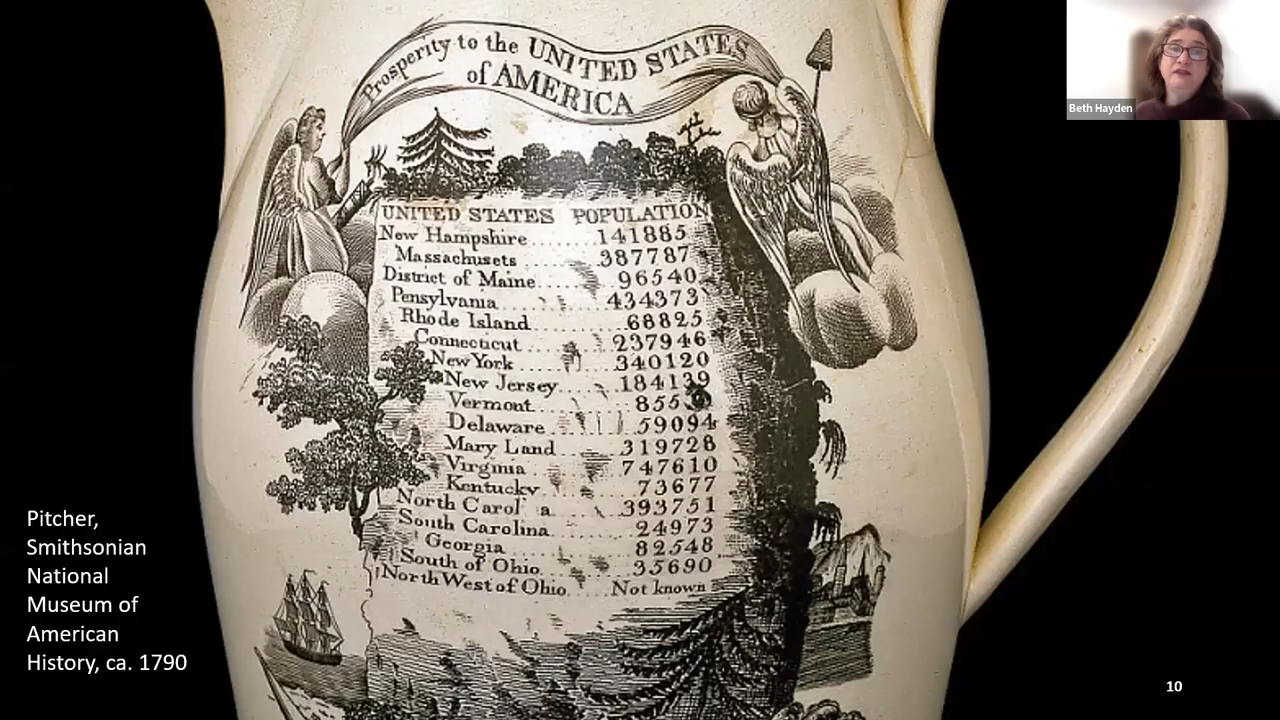 Prosperity to the UNITED STATES
of AMERICA
Beth Hayden
UNITED STATES POPULATION
New Hampshire ........ 141885
Massachusets ........ 387787
District of Maine ........ 96540
Pensylvania ........ 434373
Rhode Island ........ 68825
Connecticut ........ 237946
New York ........ 340120
New Jersey ........ 184139
Vermont ........
Delaware ........ 59094
Mary Land ........ 319728
Virginia ........ 747610
Kentucky ........ 73677
North Carol a ........ 393751
South Carolina ........ 24973
Georgia ........ 82548
South of Ohio ........ 35690
North West of Ohio ........ Not known
Pitcher,
Smithsonian
National
Museum of
American
History, ca. 1790
10